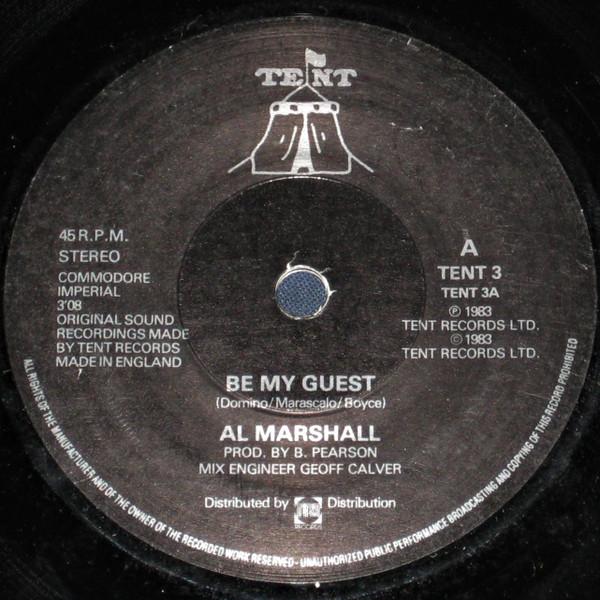 TENT
45 R.P.M.
STEREO
COMMODORE
IMPERIAL
3'08
ORIGINAL SOUND
RECORDINGS MADE
BY TENT RECORDS
MADE IN ENGLAND
A
TENT 3
TENT 3A
℗ 1983
TENT RECORDS LTD.
© 1983
TENT RECORDS LTD.
BE MY GUEST
(Domino/Marascalo/Boyce)
AL MARSHALL
PROD. BY B. PEARSON
MIX ENGINEER GEOFF CALVER
Distributed by Distribution
RECORDS
ALL RIGHTS OF THE MANUFACTURER AND OF THE OWNER OF THE RECORDED WORK RESERVED - UNAUTHORIZED PUBLIC PERFORMANCE BROADCASTING AND COPYING OF THIS RECORD PROHIBITED